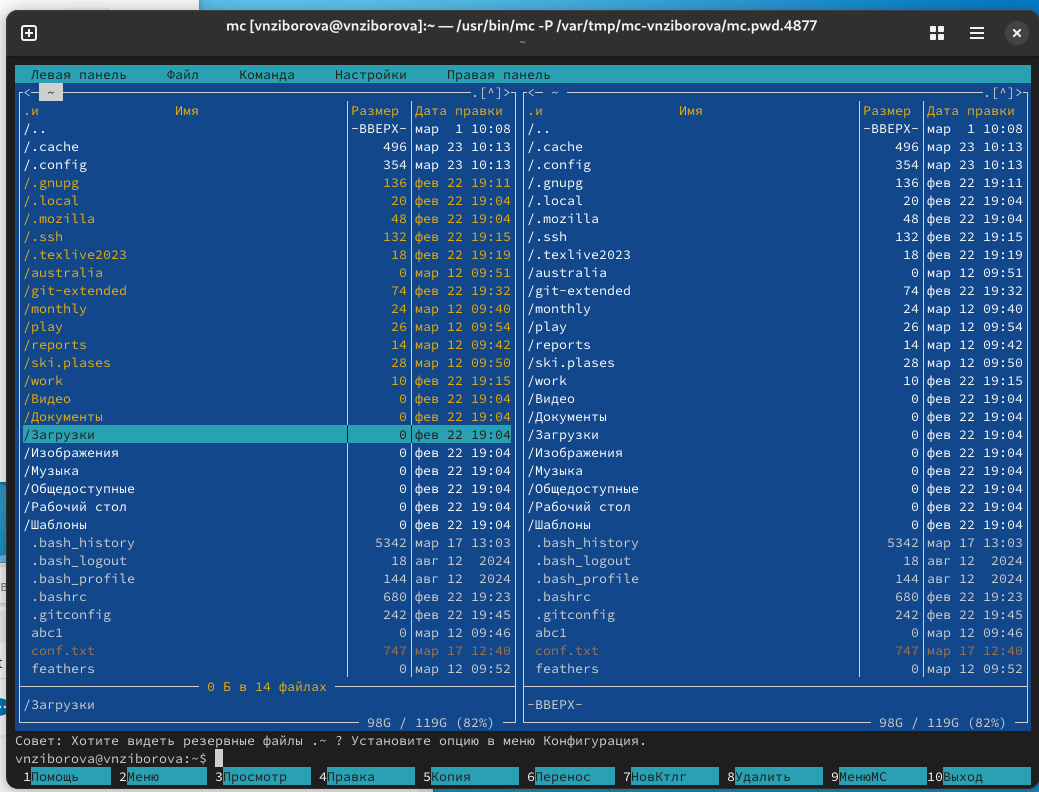 mc [vnziborova@vnziborova]:~ — /usr/bin/mc -P /var/tmp/mc-vnziborova/mc.pwd.4877
~
Левая панель Файл Команда Настройки Правая панель
<─ ~ .[^]> <─ ~ .[^]>
.и Имя Размер Дата правки .и Имя Размер Дата правки
/.. -ВВЕРХ- мар 1 10:08 /.. -ВВЕРХ- мар 1 10:08
/.cache 496 мар 23 10:13 /.cache 496 мар 23 10:13
/.config 354 мар 23 10:13 /.config 354 мар 23 10:13
/.gnupg 136 фев 22 19:11 /.gnupg 136 фев 22 19:11
/.local 20 фев 22 19:04 /.local 20 фев 22 19:04
/.mozilla 48 фев 22 19:04 /.mozilla 48 фев 22 19:04
/.ssh 132 фев 22 19:15 /.ssh 132 фев 22 19:15
/.texlive2023 18 фев 22 19:19 /.texlive2023 18 фев 22 19:19
/australia 0 мар 12 09:51 /australia 0 мар 12 09:51
/git-extended 74 фев 22 19:32 /git-extended 74 фев 22 19:32
/monthly 24 мар 12 09:40 /monthly 24 мар 12 09:40
/play 26 мар 12 09:54 /play 26 мар 12 09:54
/reports 14 мар 12 09:42 /reports 14 мар 12 09:42
/ski.plases 28 мар 12 09:50 /ski.plases 28 мар 12 09:50
/work 10 фев 22 19:15 /work 10 фев 22 19:15
/Видео 0 фев 22 19:04 /Видео 0 фев 22 19:04
/Документы 0 фев 22 19:04 /Документы 0 фев 22 19:04
/Загрузки 0 фев 22 19:04 /Загрузки 0 фев 22 19:04
/Изображения 0 фев 22 19:04 /Изображения 0 фев 22 19:04
/Музыка 0 фев 22 19:04 /Музыка 0 фев 22 19:04
/Общедоступные 0 фев 22 19:04 /Общедоступные 0 фев 22 19:04
/Рабочий стол 0 фев 22 19:04 /Рабочий стол 0 фев 22 19:04
/Шаблоны 0 фев 22 19:04 /Шаблоны 0 фев 22 19:04
.bash_history 5342 мар 17 13:03 .bash_history 5342 мар 17 13:03
.bash_logout 18 авг 12 2024 .bash_logout 18 авг 12 2024
.bash_profile 144 авг 12 2024 .bash_profile 144 авг 12 2024
.bashrc 680 фев 22 19:23 .bashrc 680 фев 22 19:23
.gitconfig 242 фев 22 19:45 .gitconfig 242 фев 22 19:45
abc1 0 мар 12 09:46 abc1 0 мар 12 09:46
conf.txt 747 мар 17 12:40 conf.txt 747 мар 17 12:40
feathers 0 мар 12 09:52 feathers 0 мар 12 09:52
0 Б в 14 файлах
/Загрузки -ВВЕРХ-
98G / 119G (82%) 98G / 119G (82%)
Совет: Хотите видеть резервные файлы .~ ? Установите опцию в меню Конфигурация.
vnziborova@vnziborova:~$
1Помощь 2Меню 3Просмотр 4Правка 5Копия 6Перенос 7НовКтлг 8Удалить 9МенюМС 10Выход